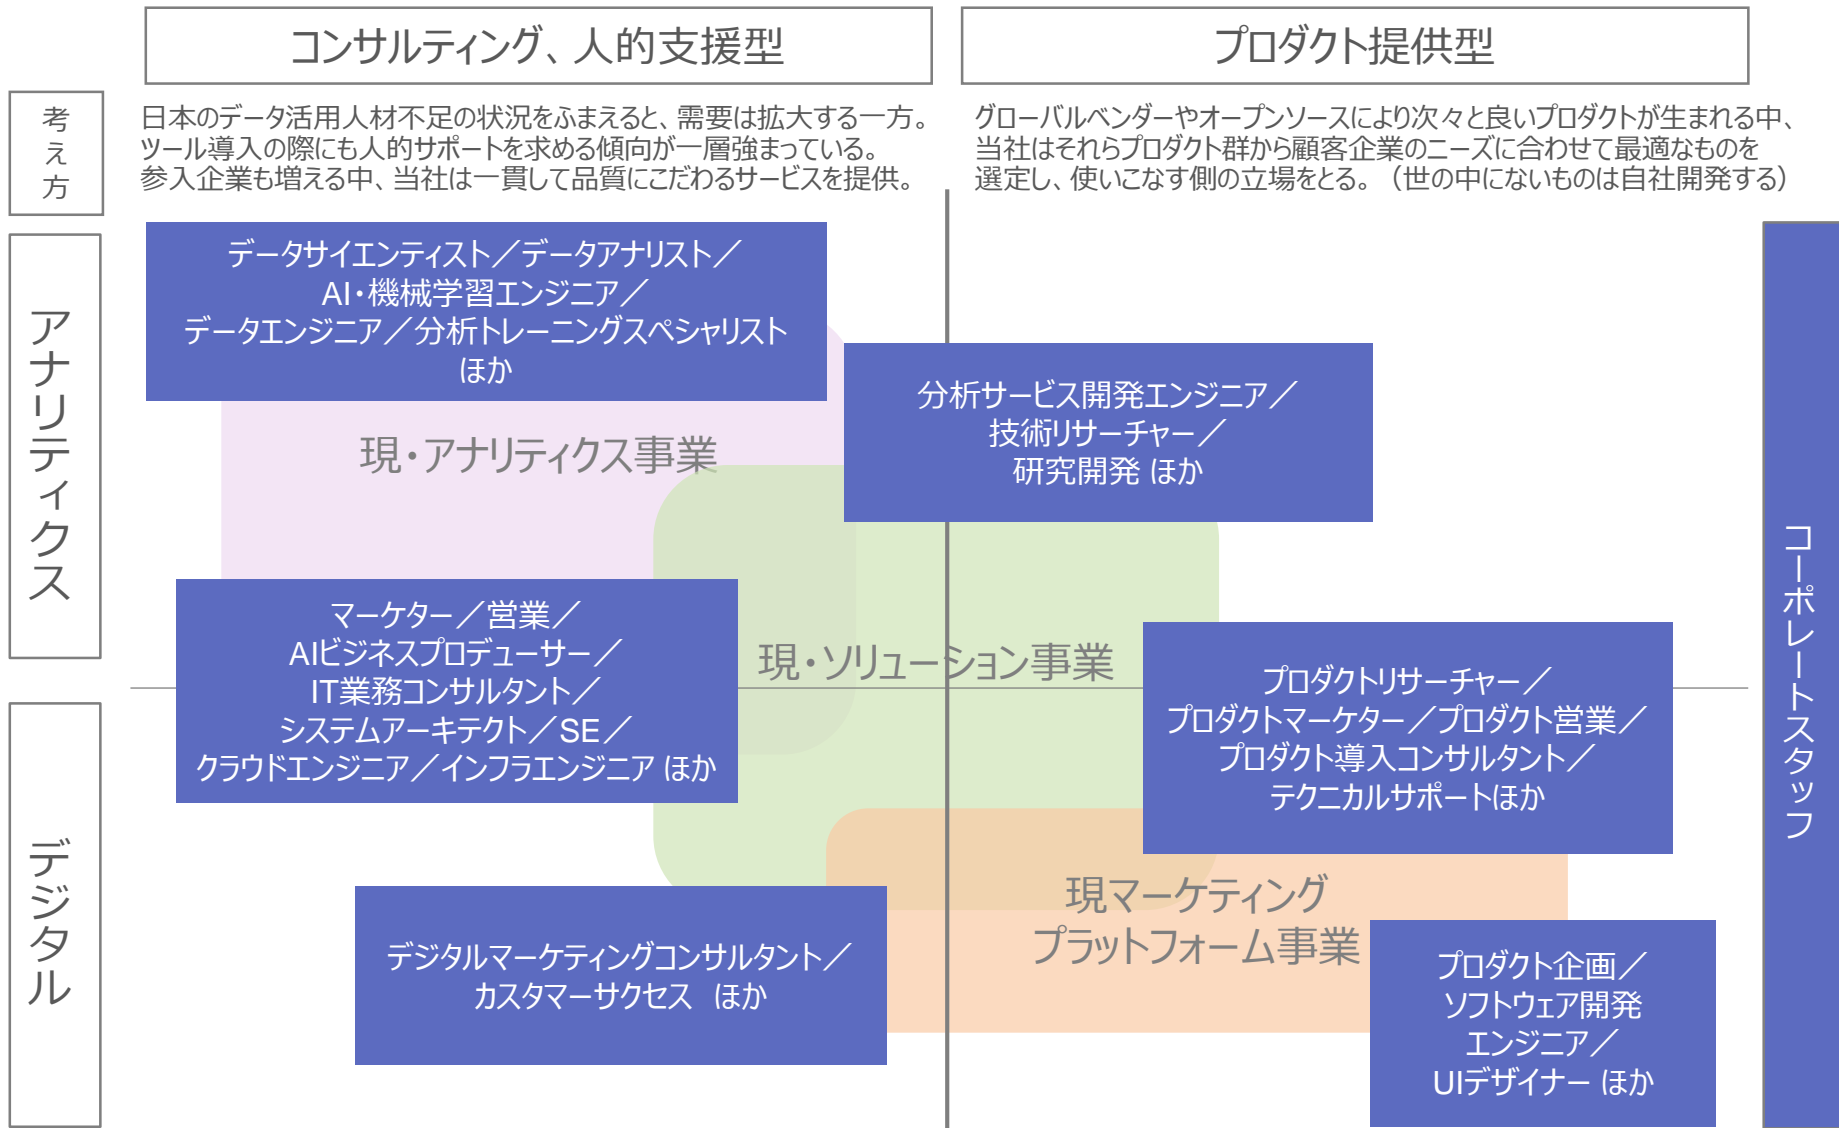 コンサルティング、人的支援型
プロダクト提供型
考え方
日本のデータ活用人材不足の状況をふまえると、需要は拡大する一方。
ツール導入の際にも人的サポートを求める傾向が一層強まっている。
参入企業も増える中、当社は一貫して品質にこだわるサービスを提供。
グローバルベンダーやオープンソースにより次々と良いプロダクトが生まれる中、
当社はそれらプロダクト群から顧客企業のニーズに合わせて最適なものを
選定し、使いこなす側の立場をとる。（世の中にないものは自社開発する）
アナリティクス
データサイエンティスト／データアナリスト／
AI・機械学習エンジニア／
データエンジニア／分析トレーニングスペシャリスト
ほか
現・アナリティクス事業
分析サービス開発エンジニア／
技術リサーチャー／
研究開発 ほか
マーケター／営業／
AIビジネスプロデューサー／
IT業務コンサルタント／
システムアーキテクト／SE／
クラウドエンジニア／インフラエンジニア ほか
現・ソリューション事業
プロダクトリサーチャー／
プロダクトマーケター／プロダクト営業／
プロダクト導入コンサルタント／
テクニカルサポートほか
デジタル
デジタルマーケティングコンサルタント／
カスタマーサクセス ほか
現マーケティング
プラットフォーム事業
プロダクト企画／
ソフトウェア開発
エンジニア／
UIデザイナー ほか
コーポレートスタッフ